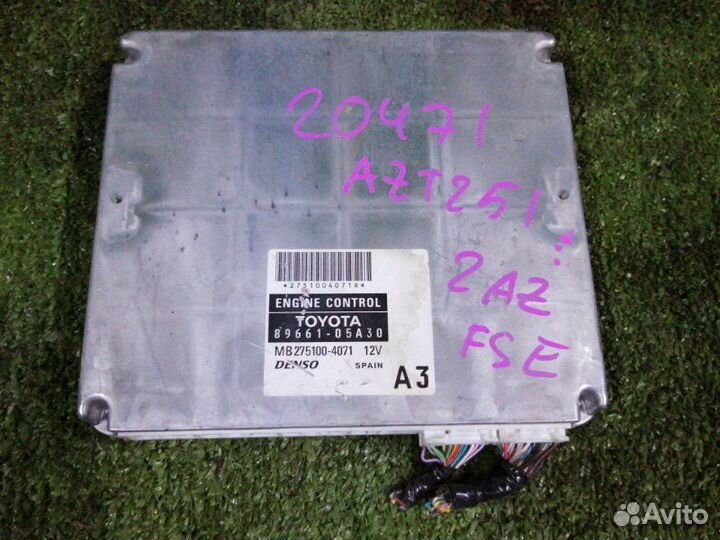 20471
AZT251
2AZ
FSE
*2751004071R*
ENGINE CONTROL
TOYOTA
89661-05A30
MB275100-4071 12V
DENSO SPAIN
A3
Avito